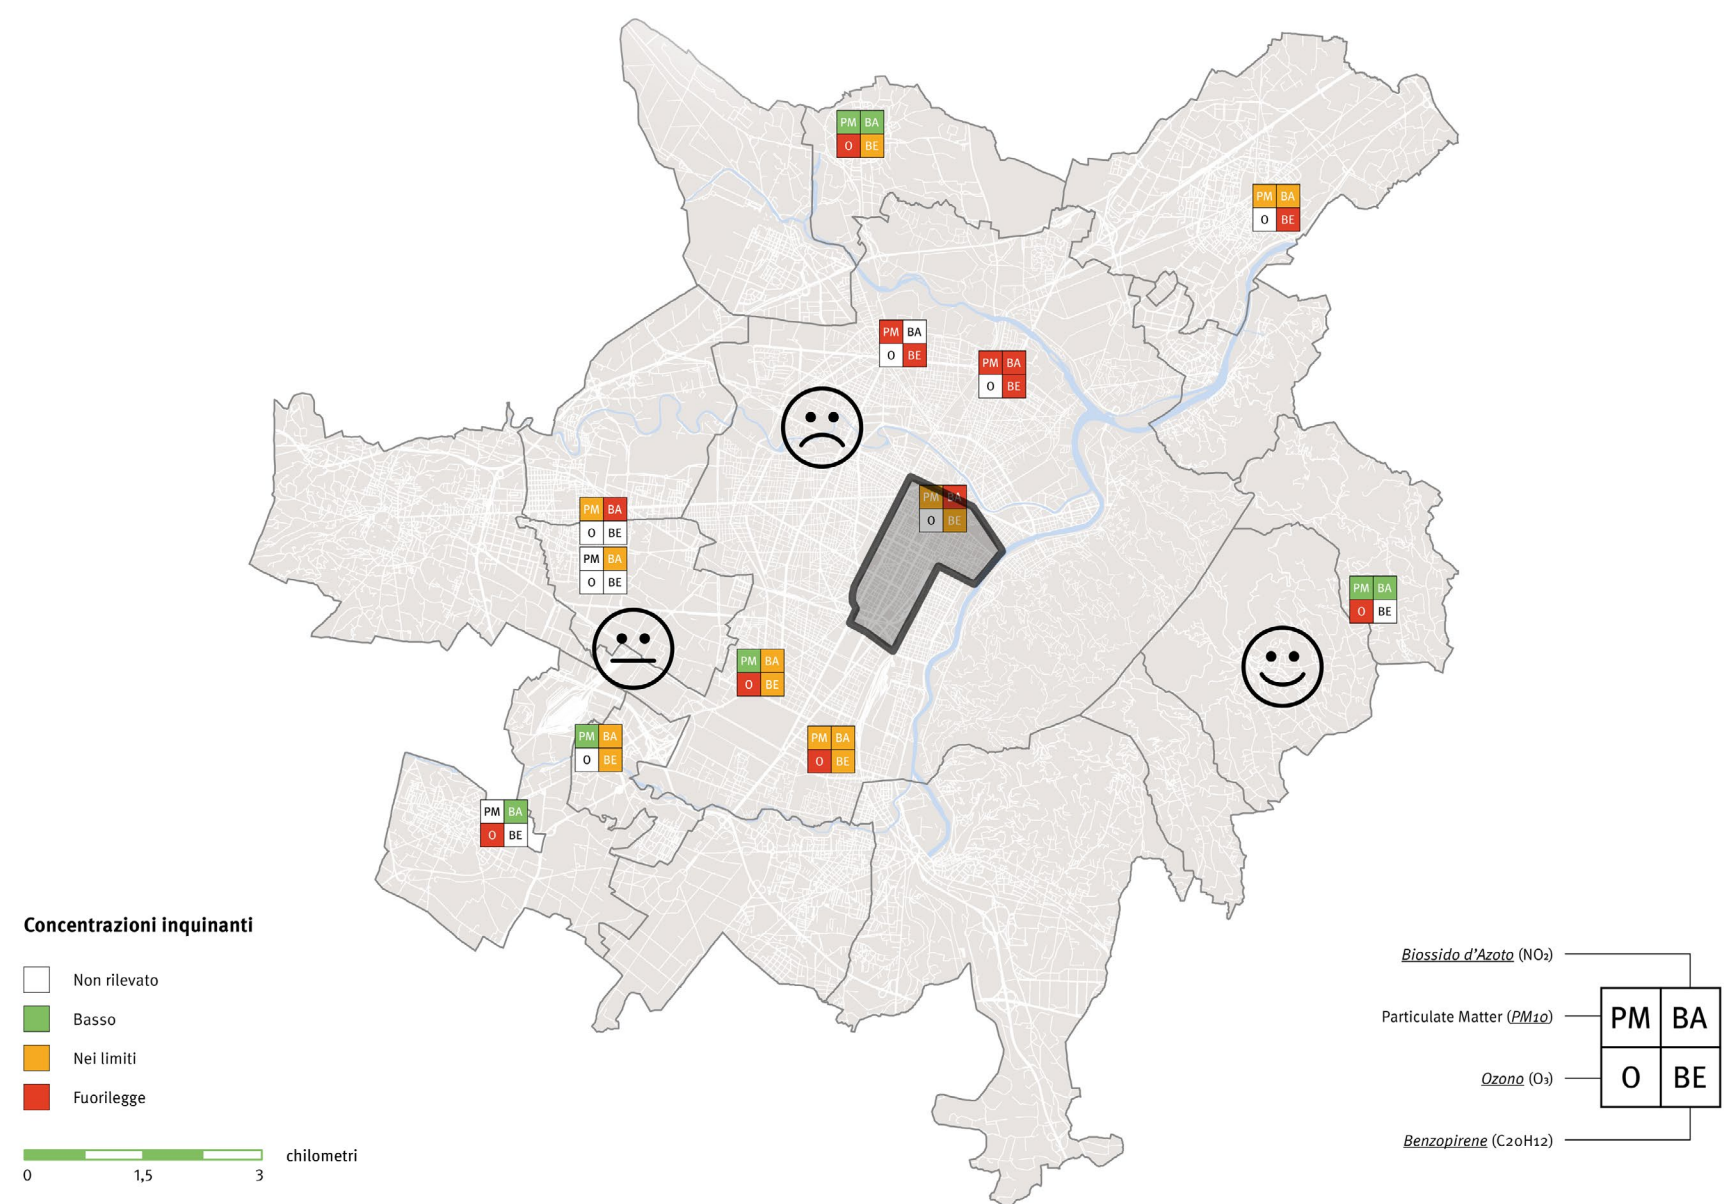 PM BA
O BE
PM BA
O BE
PM BA
O BE
PM BA
O BE
PM BA
O BE
PM BA
O BE
PM BA
O BE
PM BA
O BE
PM BA
O BE
PM BA
O BE
PM BA
O BE
PM BA
O BE
Concentrazioni inquinanti
Non rilevato
Basso
Nei limiti
Fuorilegge
0 1,5 3 chilometri
Biossido d'Azoto (NO₂)
Particulate Matter (PM10)
Ozono (O₃)
Benzopirene (C20H12)
PM BA
O BE